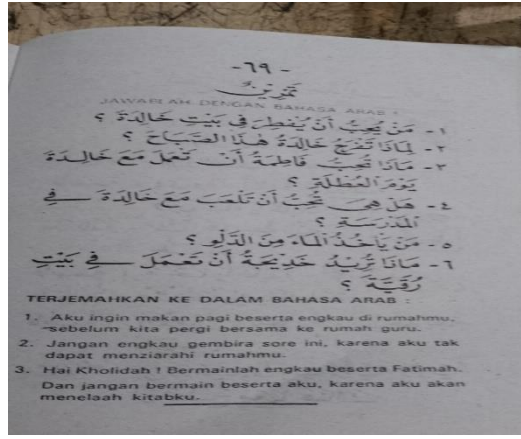 - ٦٩ -
تَمْرِيْنٌ
JAWABLAH DENGAN BAHASA ARAB :
١ - مَنْ يُحِبُّ أَنْ يُفْطِرَ فِي بَيْتِ خَالِدَةَ ؟
٢ - لِمَاذَا تَفْرَحُ خَالِدَةُ هٰذَا الصَّبَاحَ ؟
٣ - مَاذَا تُحِبُّ فَاطِمَةُ أَنْ تَعْمَلَ مَعَ خَالِدَةَ
يَوْمَ الْعُطْلَةِ ؟
٤ - هَلْ هِيَ تُحِبُّ أَنْ تَلْعَبَ مَعَ خَالِدَةَ فِي
الْمَدْرَسَةِ ؟
٥ - مَنْ يَأْخُذُ الْمَاءَ مِنَ الدَّلْوِ ؟
٦ - مَاذَا تُرِيْدُ خَدِيْجَةُ أَنْ تَعْمَلَ فِي بَيْتِ
رُقَيَّةَ ؟
TERJEMAHKAN KE DALAM BAHASA ARAB :
1. Aku ingin makan pagi beserta engkau di rumahmu,
sebelum kita pergi bersama ke rumah guru.
2. Jangan engkau gembira sore ini, karena aku tak
dapat menziarahi rumahmu.
3. Hai Kholidah ! Bermainlah engkau beserta Fatimah.
Dan jangan bermain beserta aku, karena aku akan
menelaah kitabku.